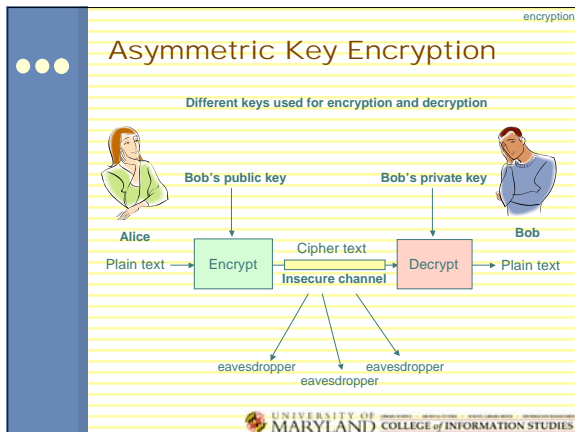 encryption
Asymmetric Key Encryption
Different keys used for encryption and decryption
Bob's public key
Bob's private key
Alice
Bob
Plain text
Encrypt
Cipher text
Insecure channel
Decrypt
Plain text
eavesdropper
eavesdropper
eavesdropper
UNIVERSITY OF
MARYLAND
COLLEGE of INFORMATION STUDIES